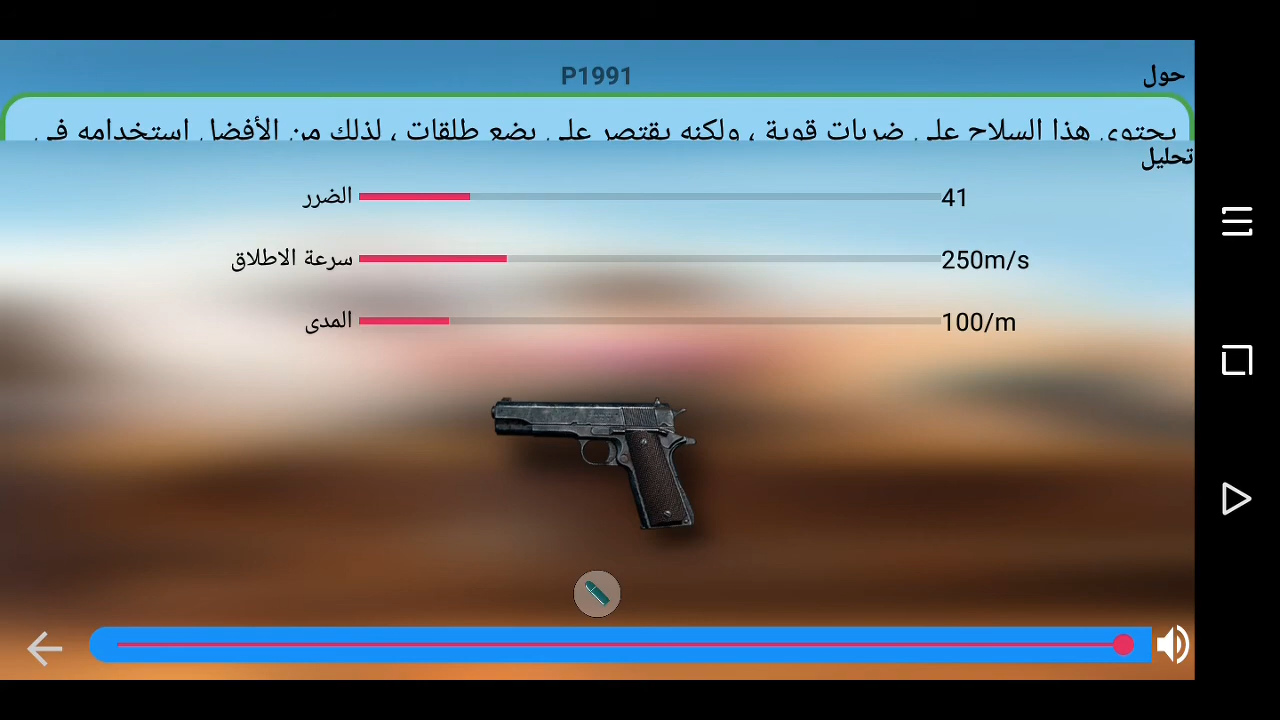 P1991
حول
يحتوي هذا السلاح على ضربات قوية ، ولكنه يقتصر على بضع طلقات ، لذلك من الأفضل استخدامه في
تحليل
الضرر 41
سرعة الاطلاق 250m/s
المدى 100/m